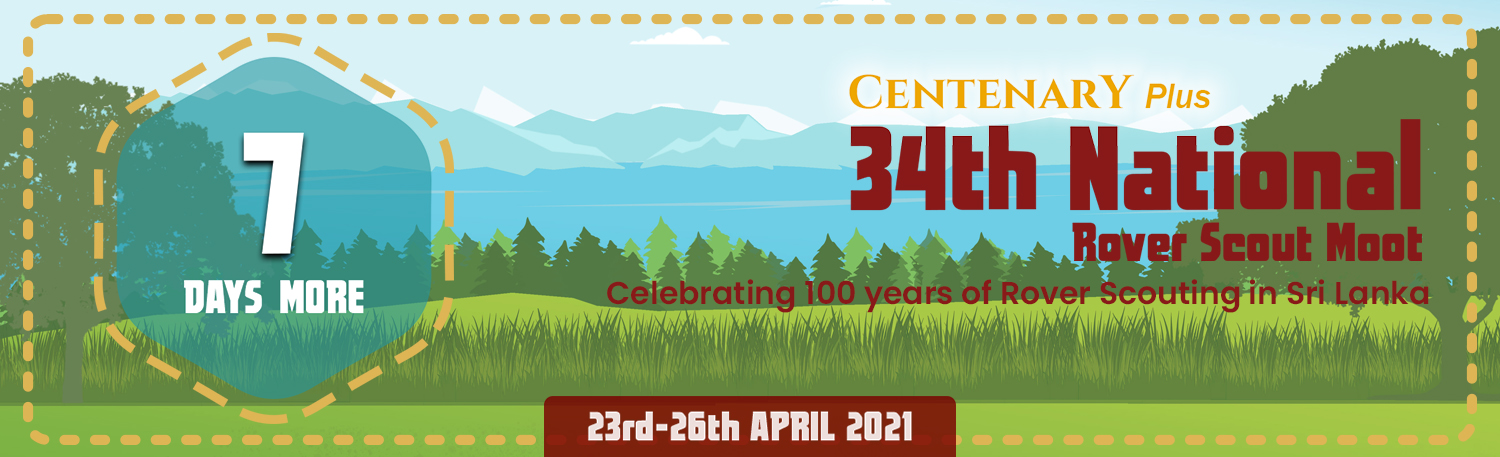 7
DAYS MORE
CENTENARY Plus
34th National
Rover Scout Moot
Celebrating 100 years of Rover Scouting in Sri Lanka
23rd-26th APRIL 2021